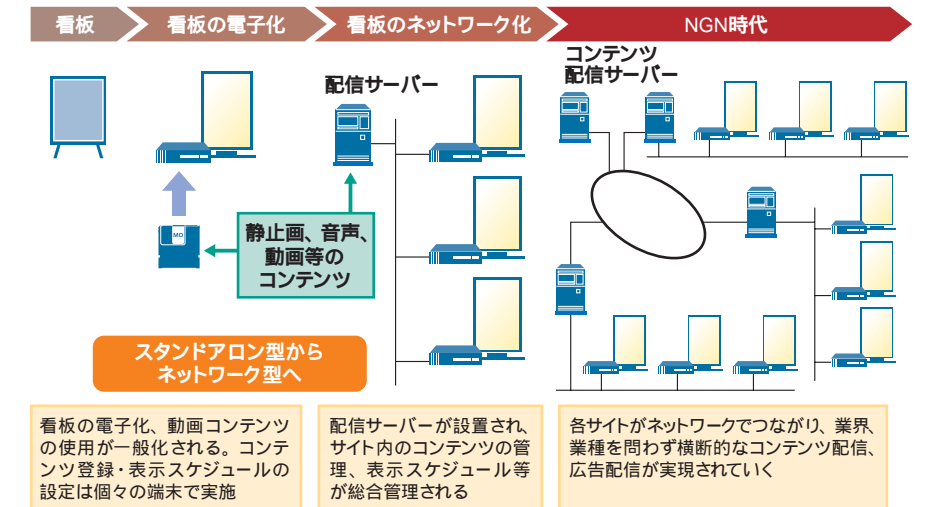 看板
看板の電子化
看板のネットワーク化
NGN時代
配信サーバー
コンテンツ
配信サーバー
MO
静止画、音声、
動画等の
コンテンツ
スタンドアロン型から
ネットワーク型へ
看板の電子化、動画コンテンツ
の使用が一般化される。コンテ
ンツ登録・表示スケジュールの
設定は個々の端末で実施
配信サーバーが設置され、
サイト内のコンテンツの管
理、表示スケジュール等
が総合管理される
各サイトがネットワークでつながり、業界、
業種を問わず横断的なコンテンツ配信、
広告配信が実現されていく